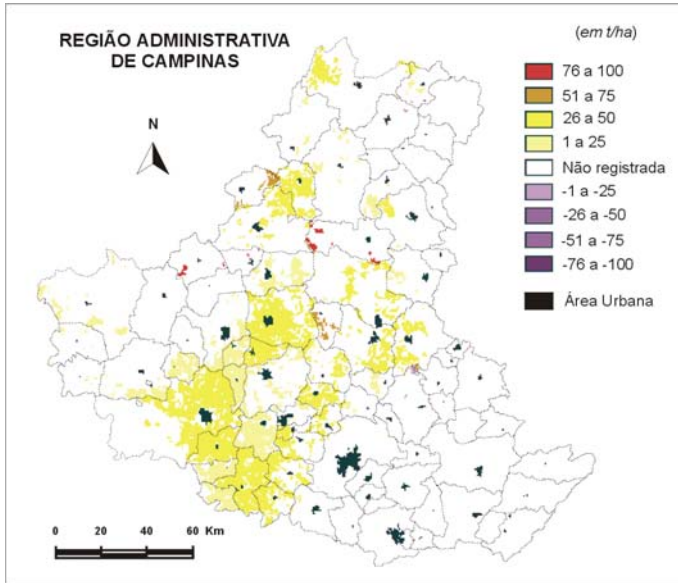 REGIÃO ADMINISTRATIVA
DE CAMPINAS
N
(em t/ha)
76 a 100
51 a 75
26 a 50
1 a 25
Não registrada
-1 a -25
-26 a -50
-51 a -75
-76 a -100
Área Urbana
0 20 40 60 Km